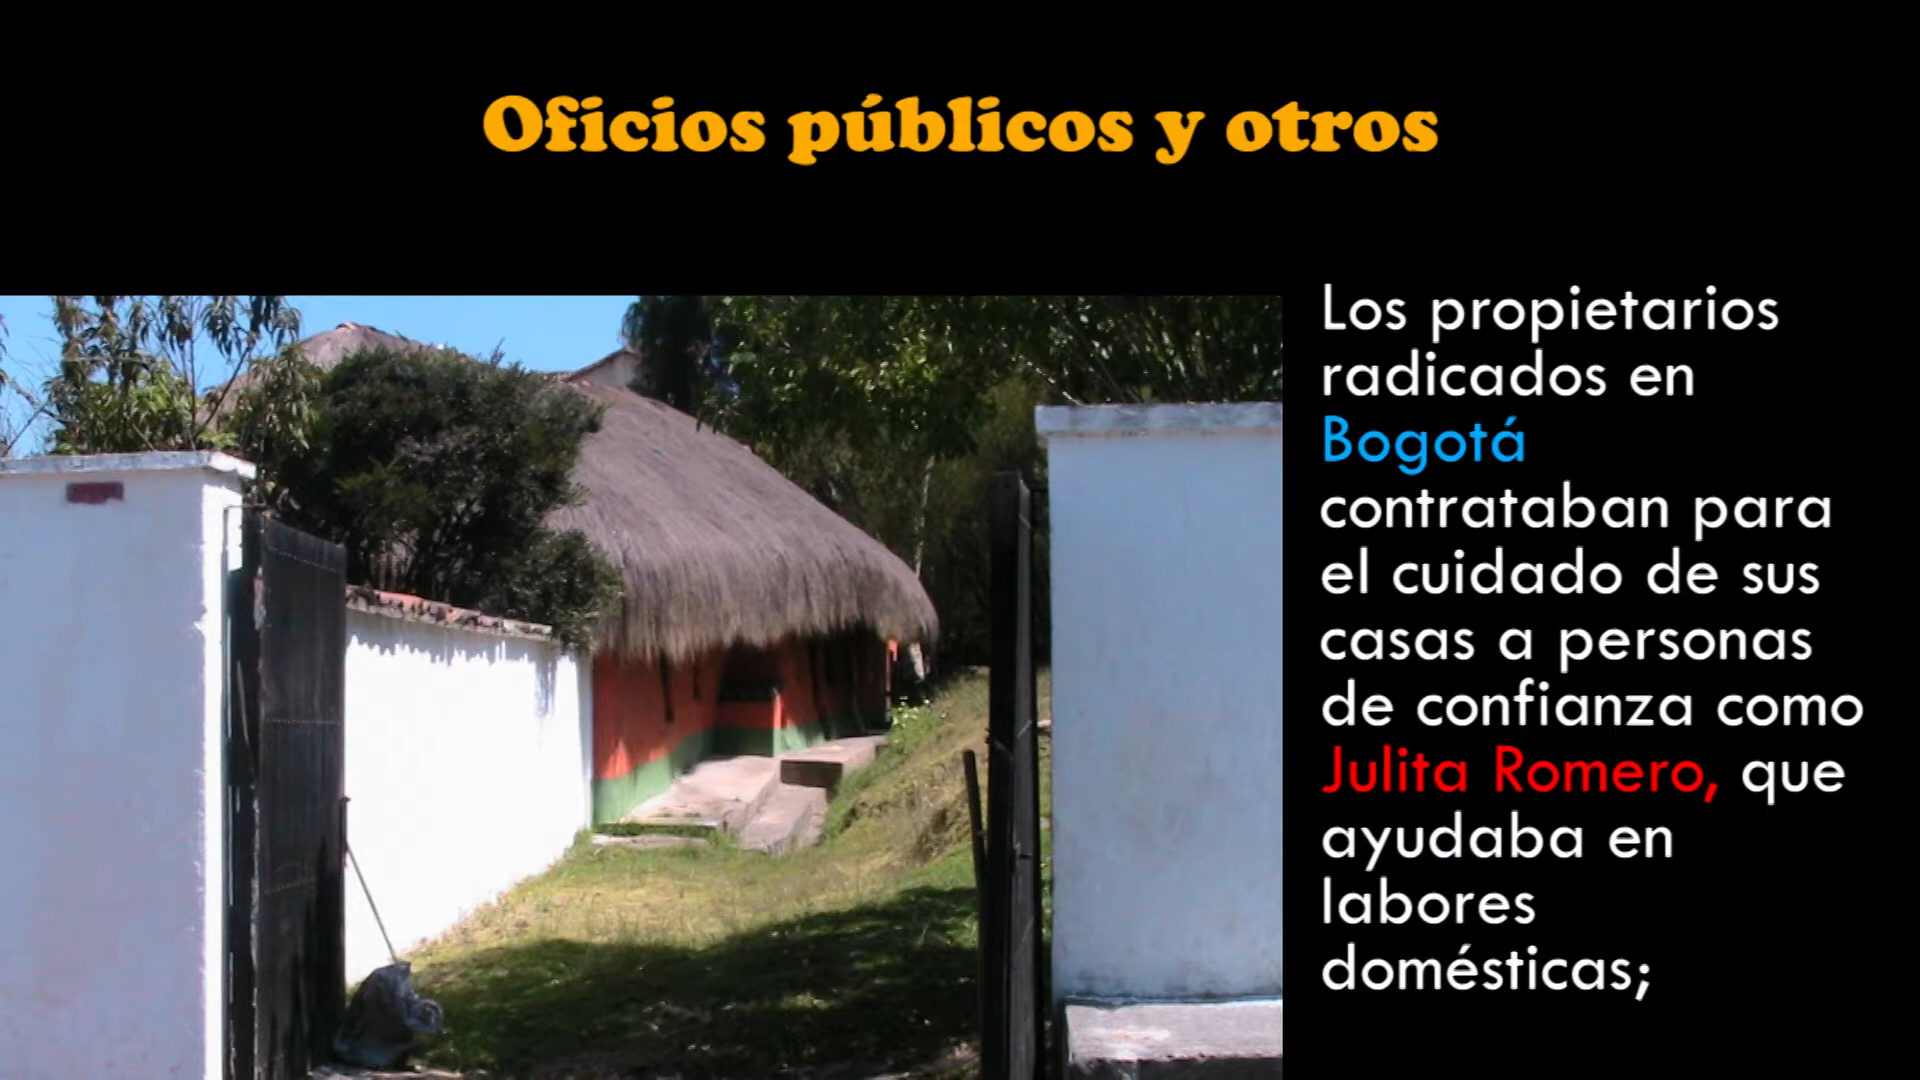 Oficios públicos y otros
Los propietarios
radicados en
Bogotá
contrataban para
el cuidado de sus
casas a personas
de confianza como
Julita Romero, que
ayudaba en
labores
domésticas;